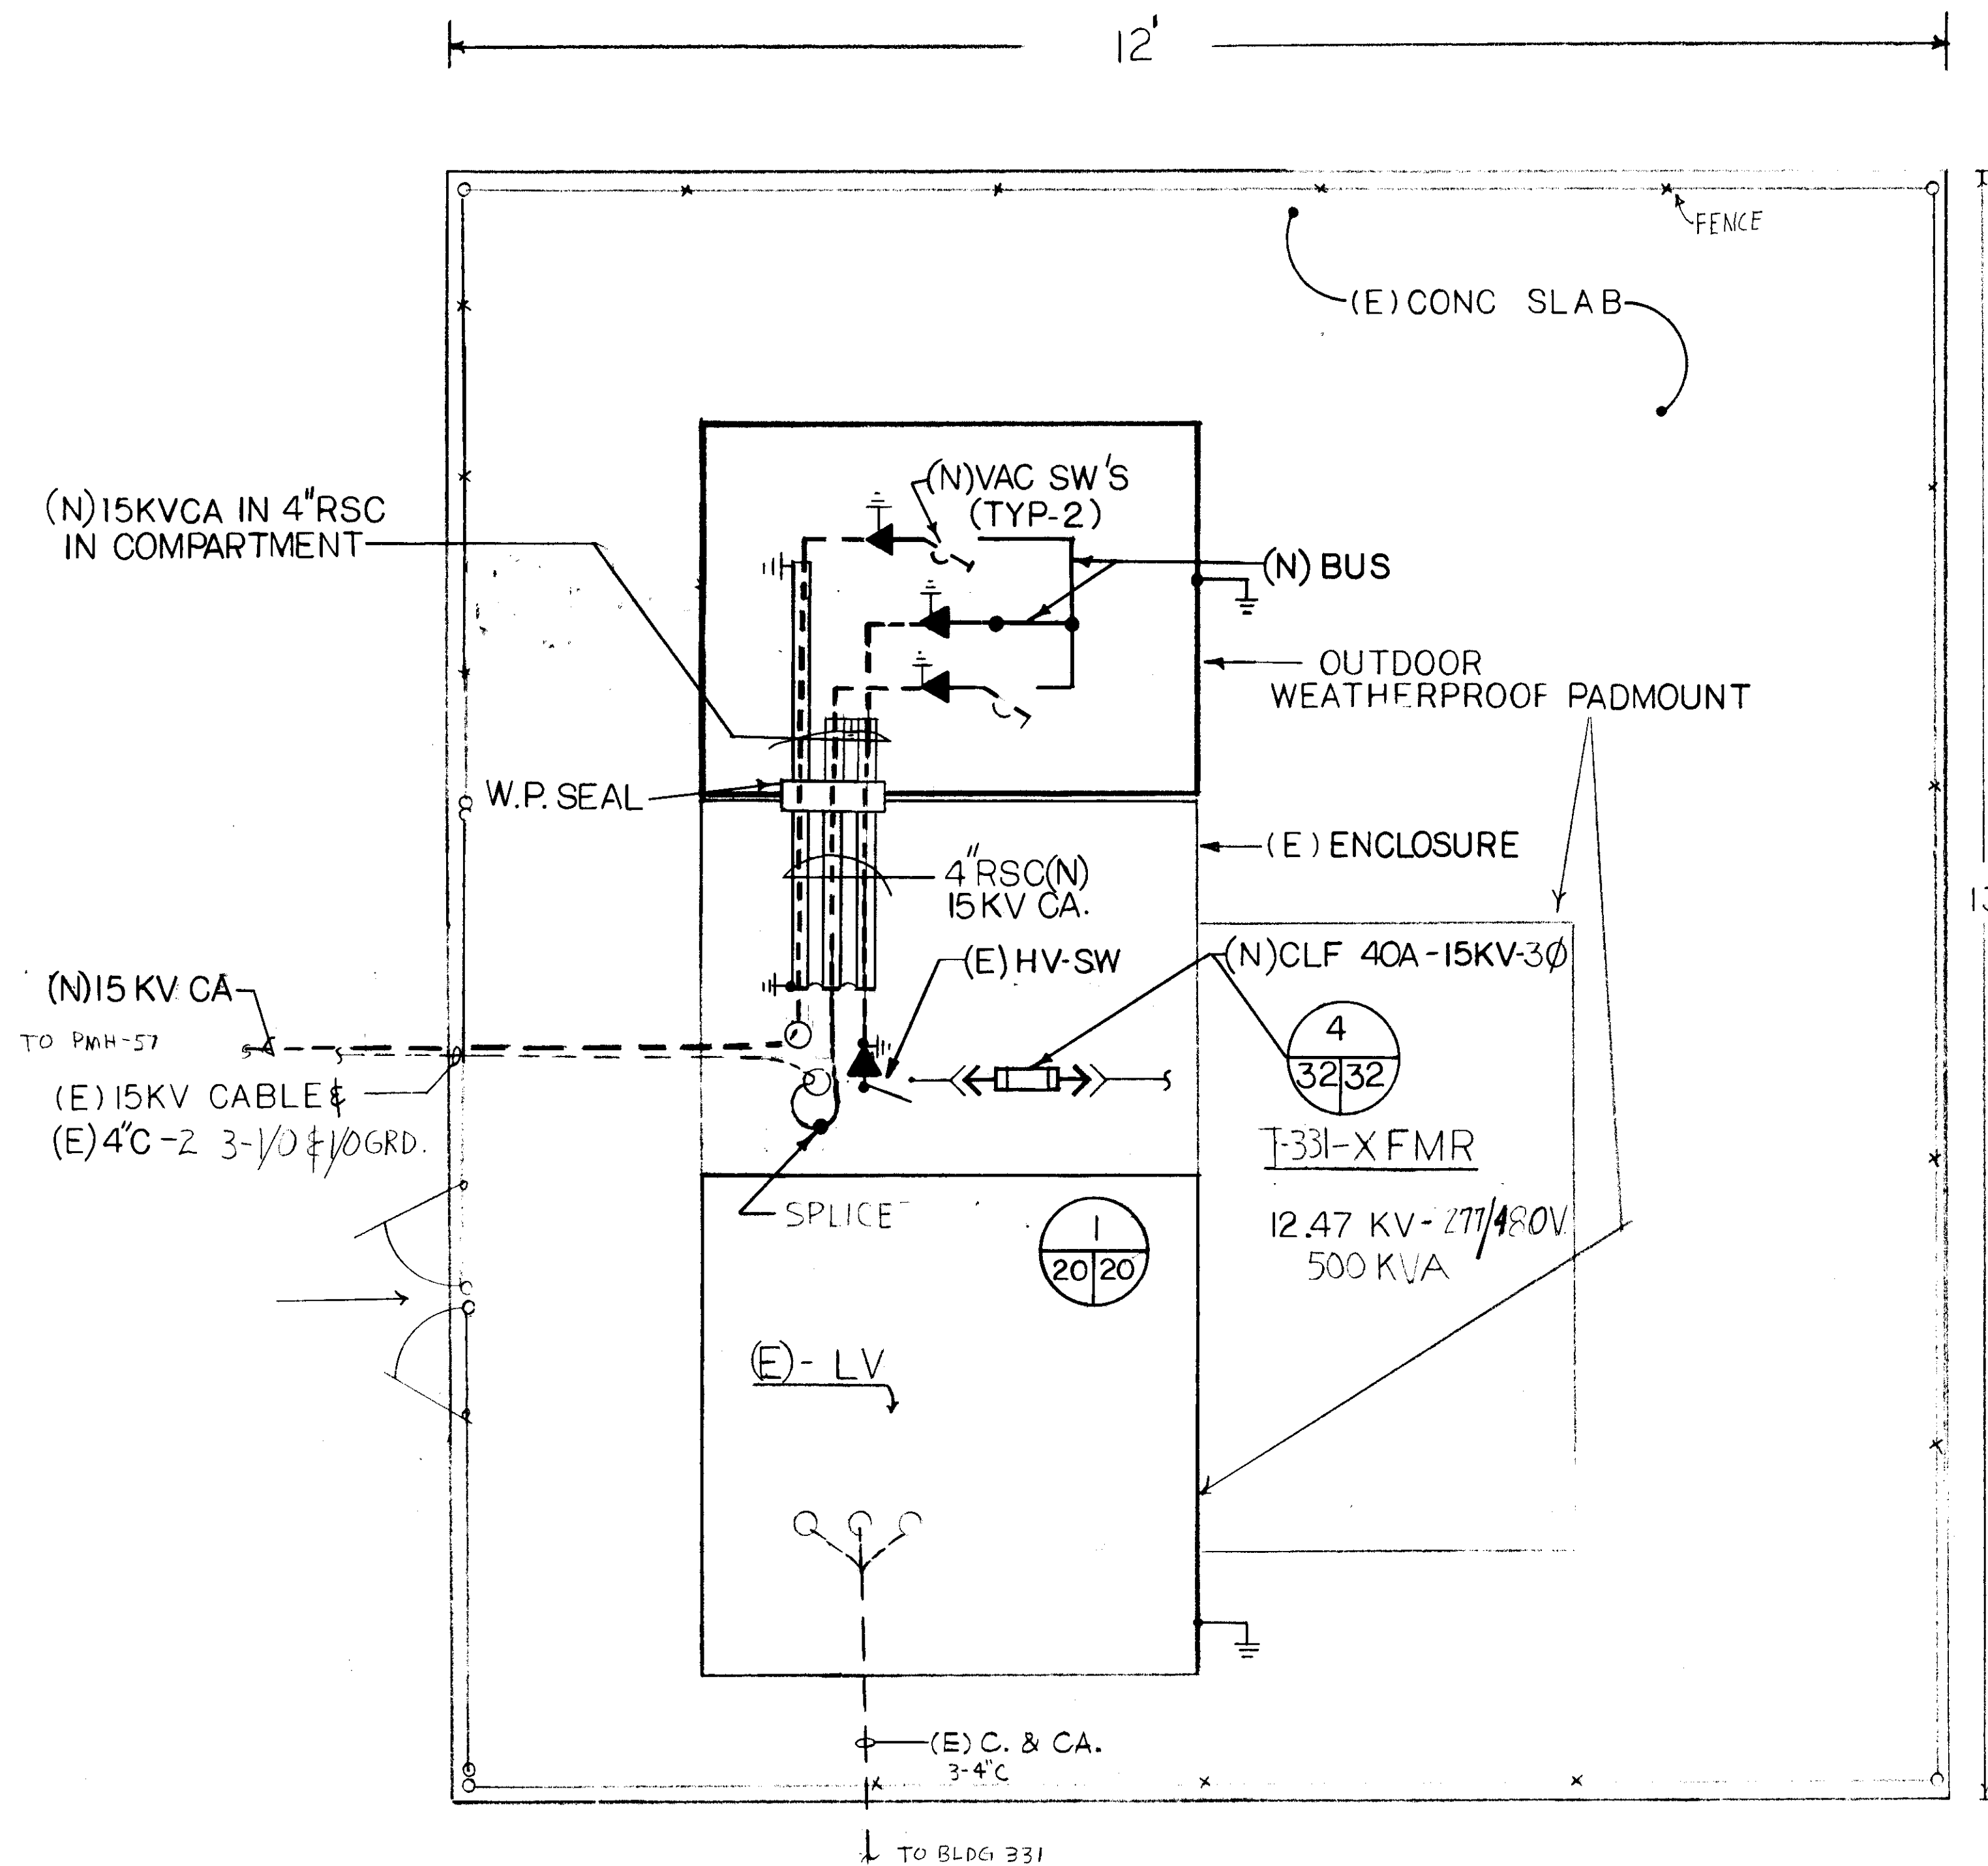 12'
FENCE
(E) CONC SLAB
(N) VAC SW'S
(TYP-2)
(N) 15KVCA IN 4" RSC
IN COMPARTMENT
(N) BUS
OUTDOOR
WEATHERPROOF PADMOUNT
W.P. SEAL
(E) ENCLOSURE
4" RSC(N)
15KV CA.
(E) HV-SW
(N) CLF 40A-15KV-3Ø
(N) 15 KV CA
TO PMH-57
(E) 15KV CABLE &
(E) 4"C-2 3-1/0 & 1/0 GRD.
4
32 32
T-331-XFMR
SPLICE
12.47 KV-277/480V.
500 KVA
1
20 20
(E)- LV
(E) C. & CA.
3-4"C
TO BLDG 331